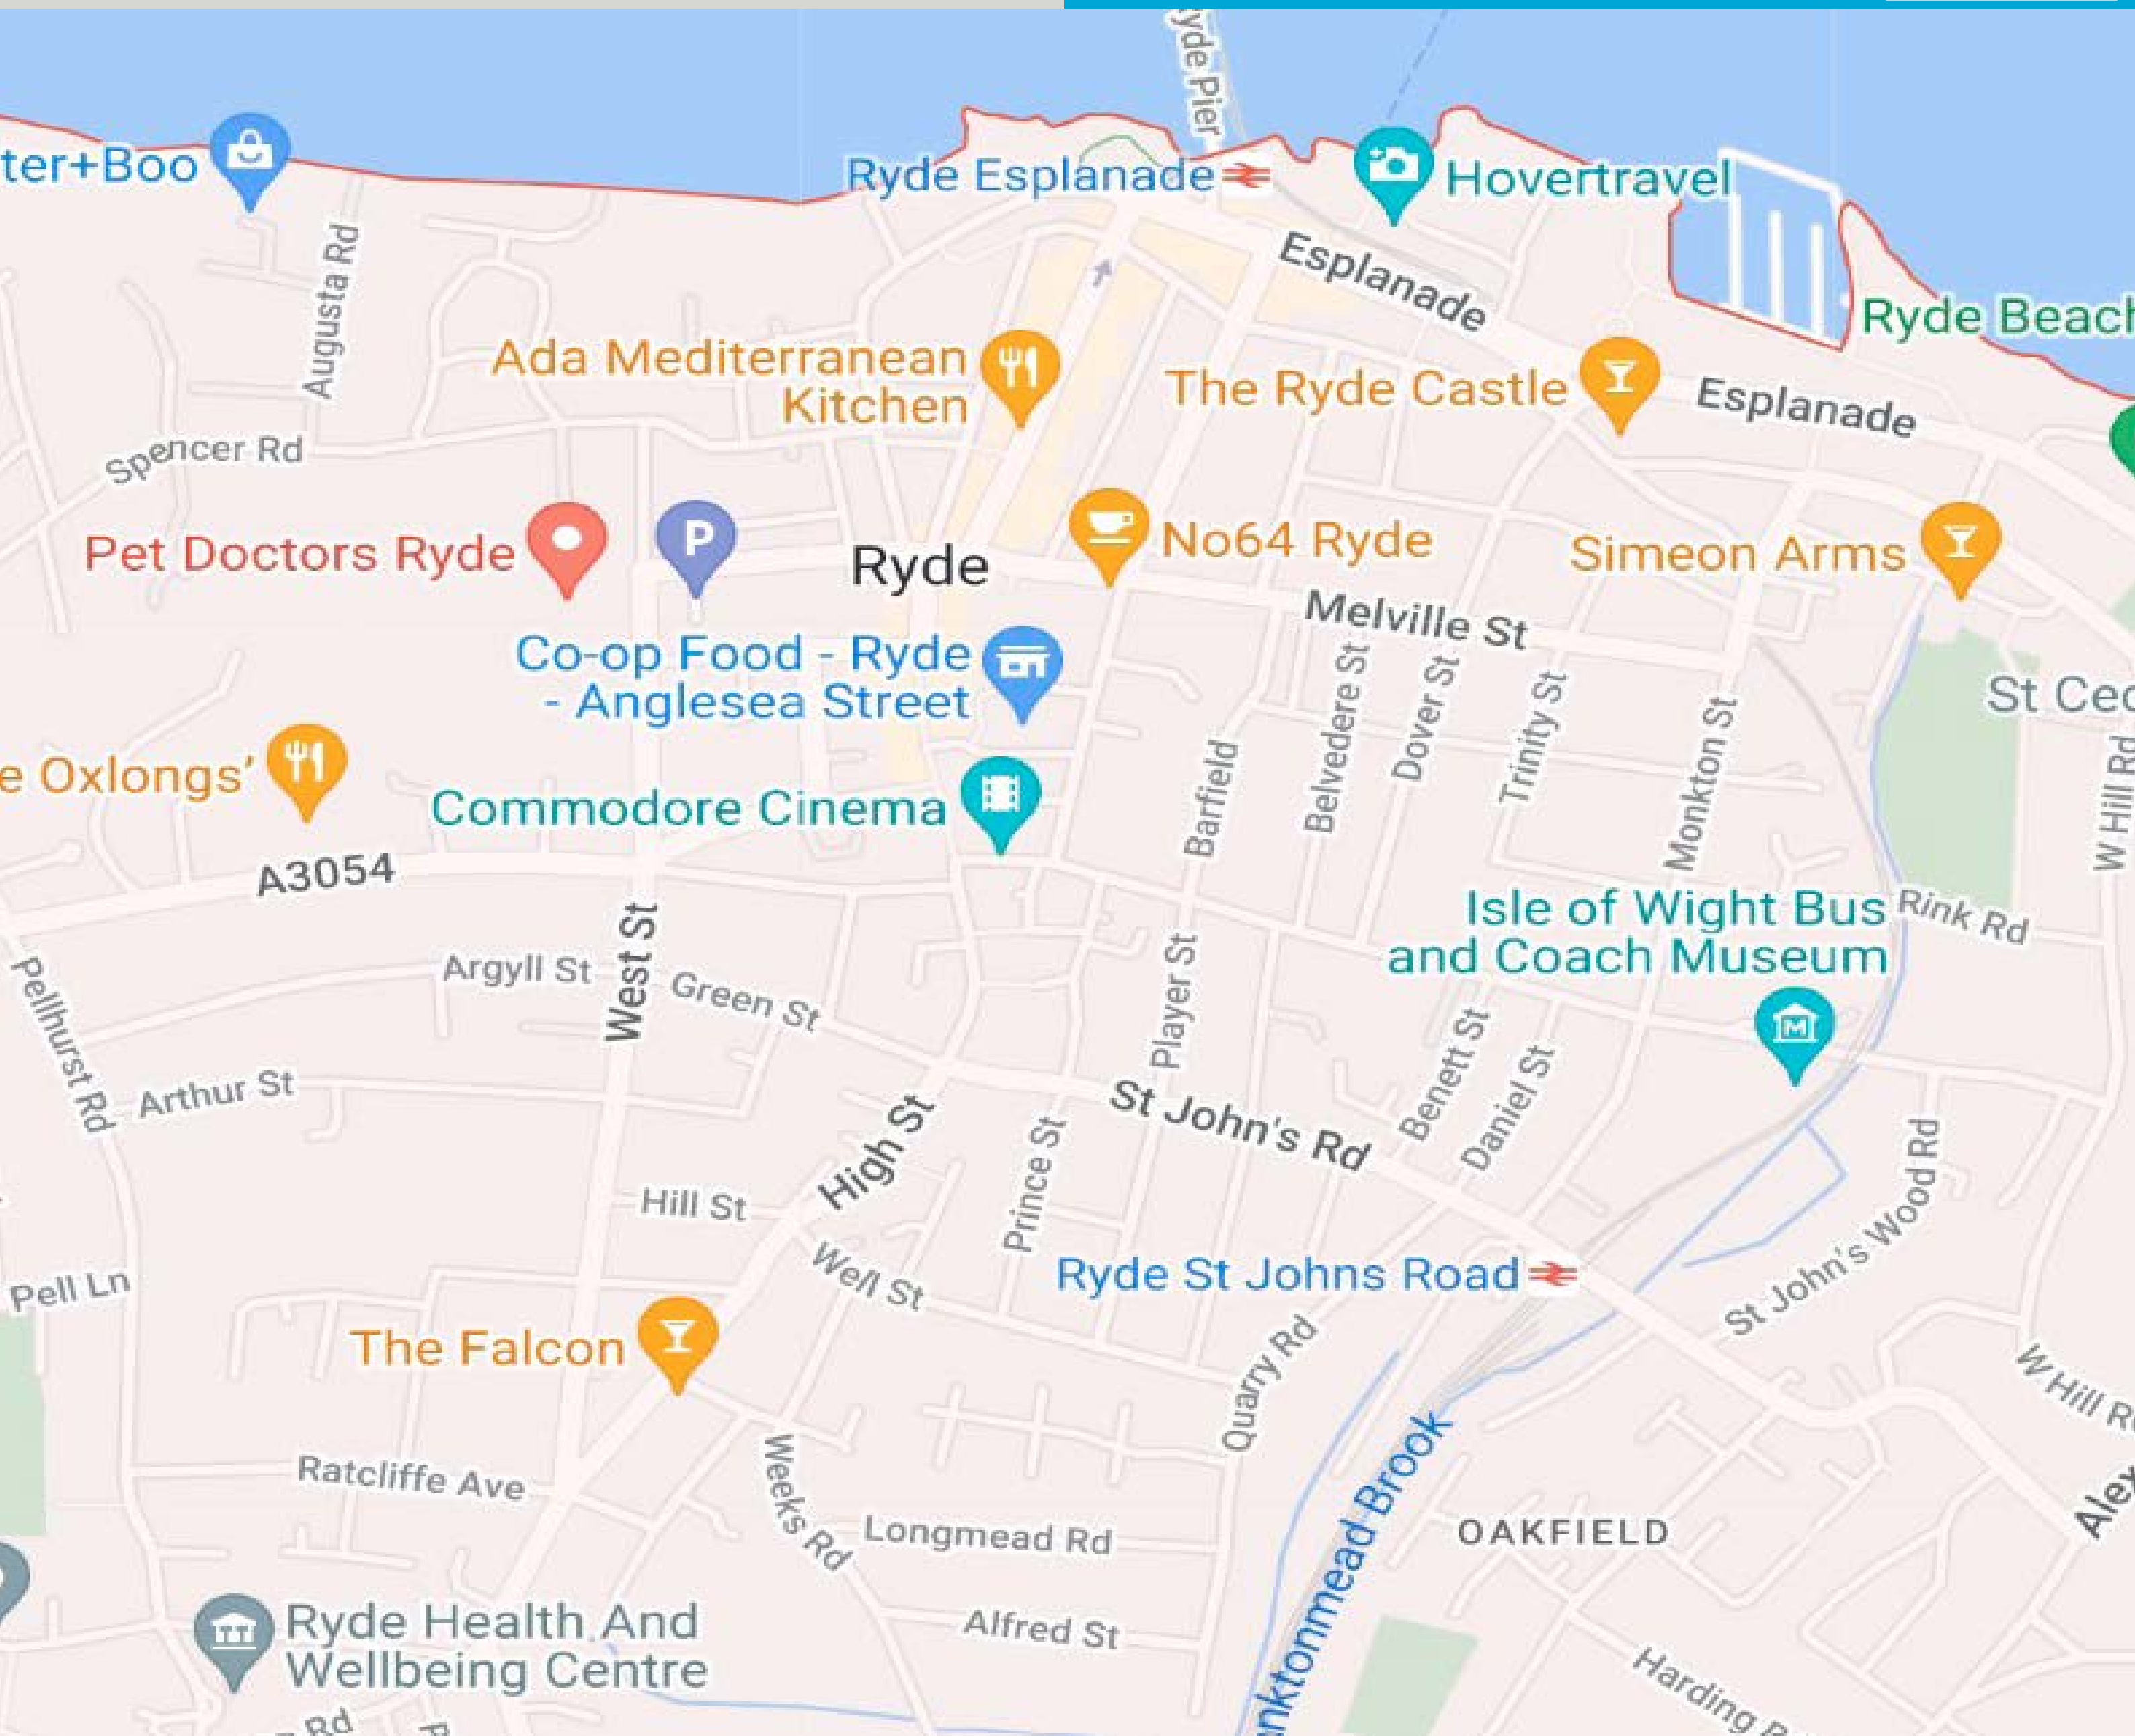 yde Pier
ter+Boo
Ryde Esplanade
Hovertravel
Esplanade
Augusta Rd
Ryde Beach
Ada Mediterranean
Kitchen
The Ryde Castle
Esplanade
Spencer Rd
Pet Doctors Ryde
P
Ryde
No64 Ryde
Simeon Arms
Melville St
Co-op Food - Ryde
- Anglesea Street
Belvedere St
Dover St
Trinity St
Monkton St
St Cec
W Hill Rd
e Oxlongs’
Commodore Cinema
Barfield
A3054
Isle of Wight Bus
and Coach Museum
Rink Rd
M
West St
Argyll St
Green St
Player St
Pellhurst Rd
Arthur St
High St
St John's Rd
Benett St
Daniel St
Prince St
Hill St
Well St
St John's Wood Rd
Pell Ln
Ryde St Johns Road
The Falcon
Quarry Rd
W Hill R
Ratcliffe Ave
Weeks Rd
Longmead Rd
nktonmead Brook
OAKFIELD
Alex
Ryde Health And
Wellbeing Centre
Alfred St
Harding
Rd